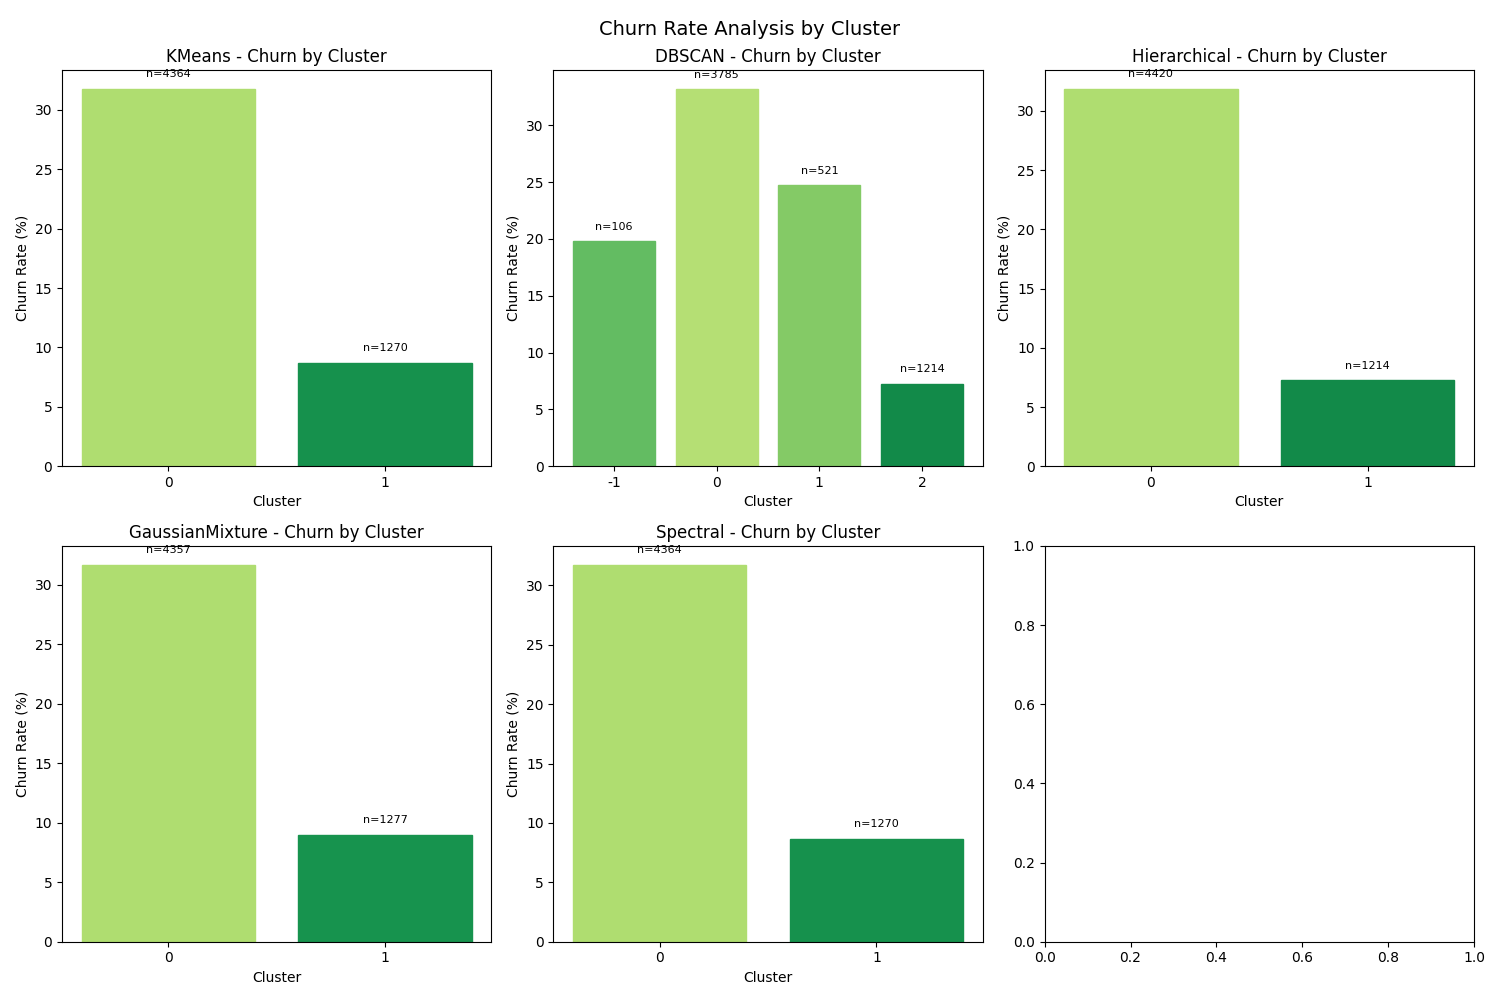 Churn Rate Analysis by Cluster
KMeans - Churn by Cluster
n=4364
n=1270
30
25
20
15
10
5
0
Churn Rate (%)
0 1
Cluster
DBSCAN - Churn by Cluster
n=3785
n=521
n=106
n=1214
30
25
20
15
10
5
0
Churn Rate (%)
-1 0 1 2
Cluster
Hierarchical - Churn by Cluster
n=4420
n=1214
30
25
20
15
10
5
0
Churn Rate (%)
0 1
Cluster
GaussianMixture - Churn by Cluster
n=4357
n=1277
30
25
20
15
10
5
0
Churn Rate (%)
0 1
Cluster
Spectral - Churn by Cluster
n=4364
n=1270
30
25
20
15
10
5
0
Churn Rate (%)
0 1
Cluster
1.0
0.8
0.6
0.4
0.2
0.0
0.0 0.2 0.4 0.6 0.8 1.0